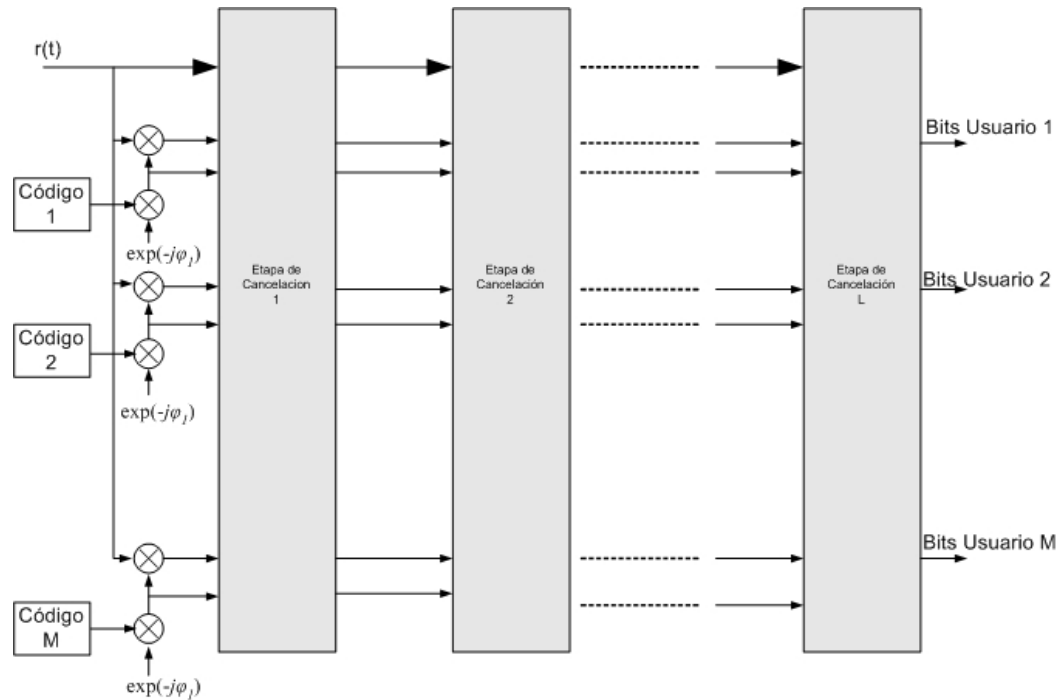 r(t)
Bits Usuario 1
Código
1
exp(-jφ1)
Etapa de
Cancelacion
1
Etapa de
Cancelación
2
Etapa de
Cancelación
L
Bits Usuario 2
Código
2
exp(-jφ1)
Bits Usuario M
Código
M
exp(-jφ1)